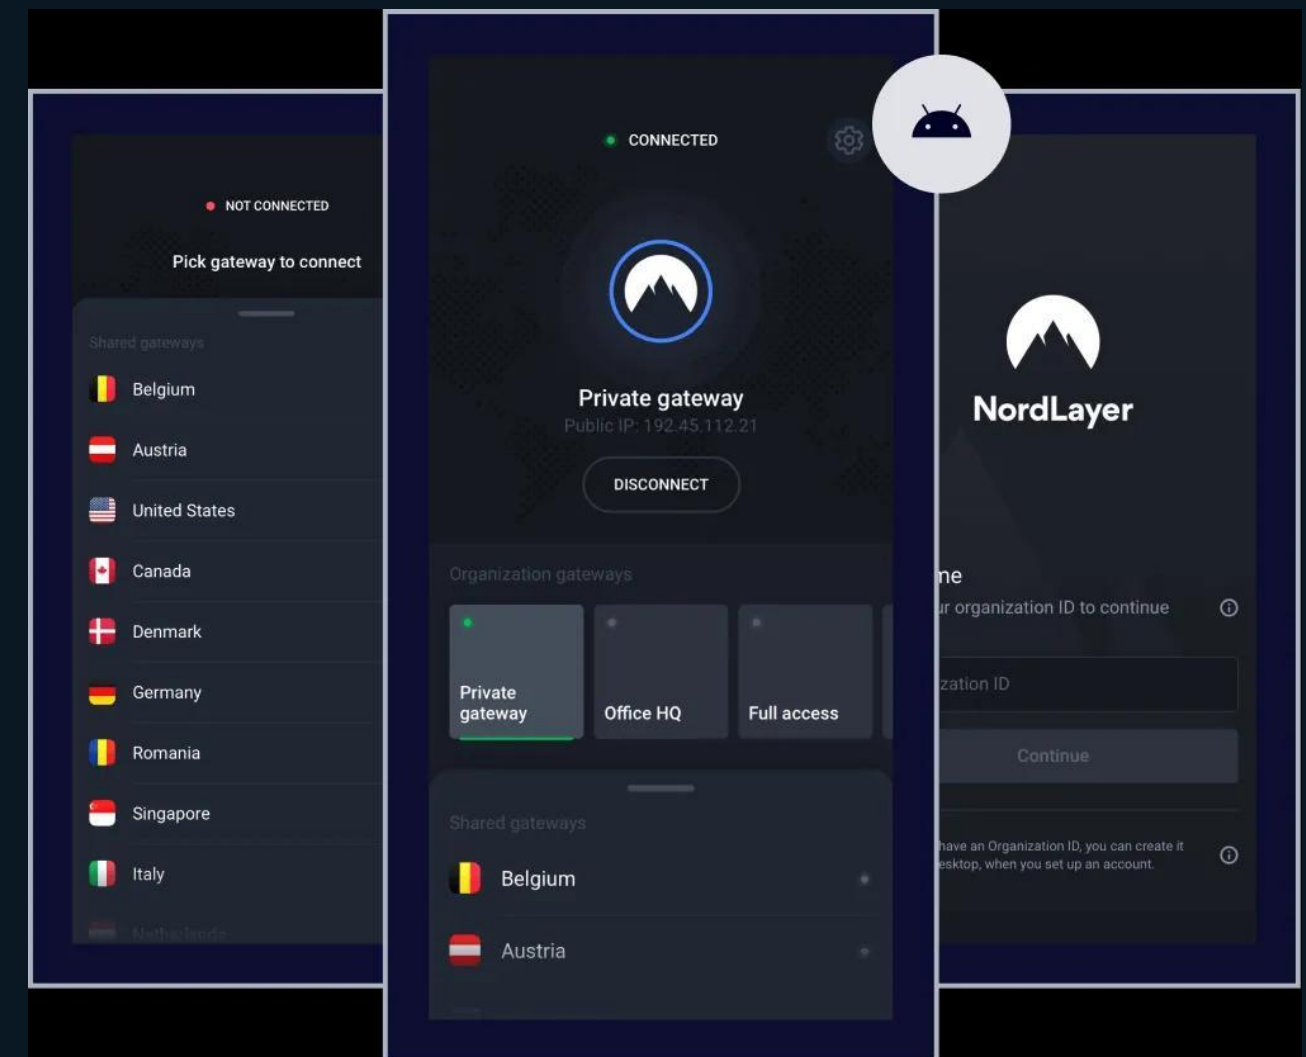 NOT CONNECTED
Pick gateway to connect
Shared gateways
Belgium
Austria
United States
Canada
Denmark
Germany
Romania
Singapore
Italy
Netherlands
CONNECTED
Private gateway
Public IP: 192.45.112.21
DISCONNECT
Organization gateways
Private
gateway
Office HQ
Full access
Shared gateways
Belgium
Austria
NordLayer
organization ID to continue
ID
Continue
have an Organization ID, you can create it
when you set up an account.